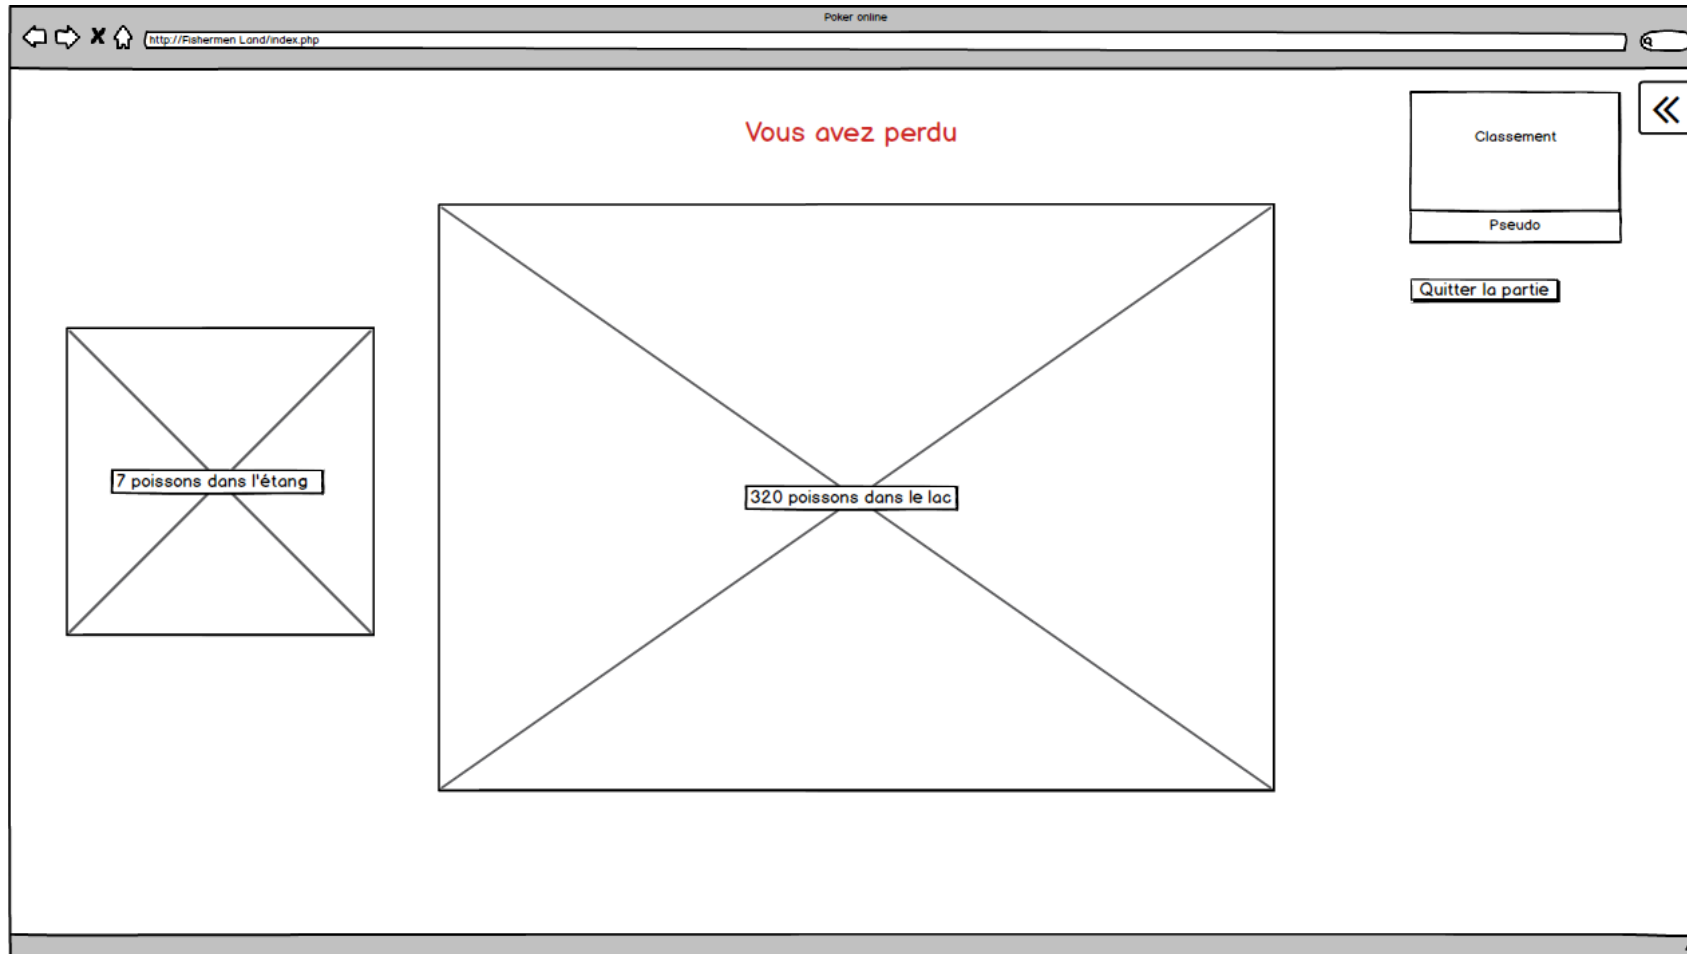 Poker online
http://Fishermen Land/index.php
Vous avez perdu
Classement
Pseudo
Quitter la partie
7 poissons dans l'étang
320 poissons dans le lac